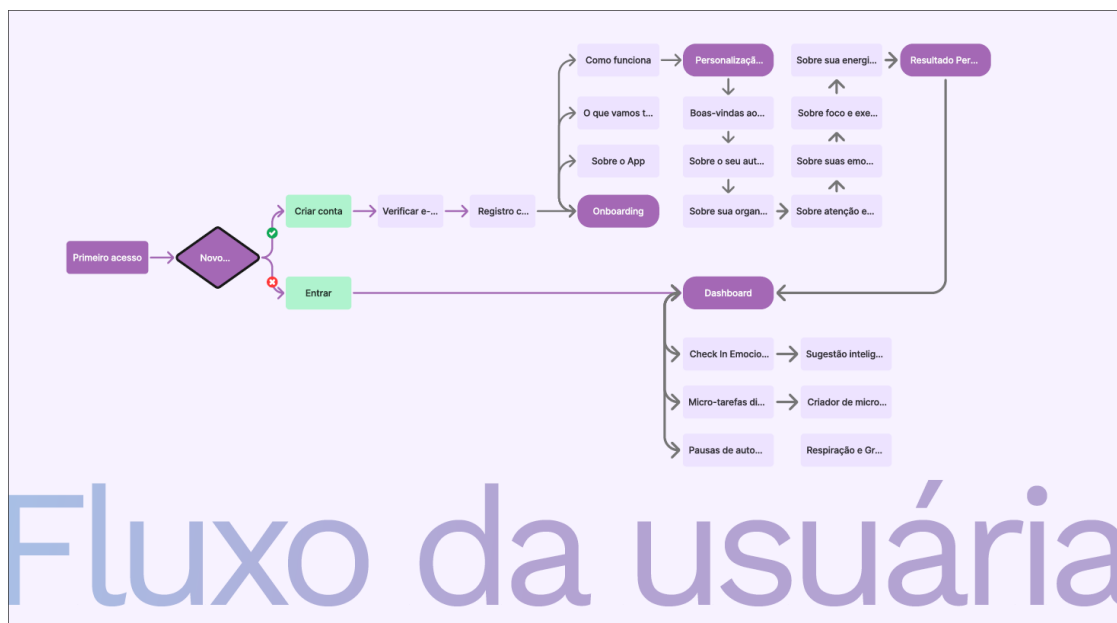 Como funciona
Personalizaçã...
Sobre sua energi...
Resultado Per...
O que vamos t...
Boas-vindas ao...
Sobre foco e exe...
Sobre o App
Sobre o seu aut...
Sobre suas emo...
Criar conta
Verificar e-...
Registro c...
Onboarding
Sobre sua organ...
Sobre atenção e...
Primeiro acesso
Novo...
Entrar
Dashboard
Check In Emocio...
Sugestão intelig...
Micro-tarefas di...
Criador de micro...
Pausas de auto...
Respiração e Gr...
Fluxo da usuária